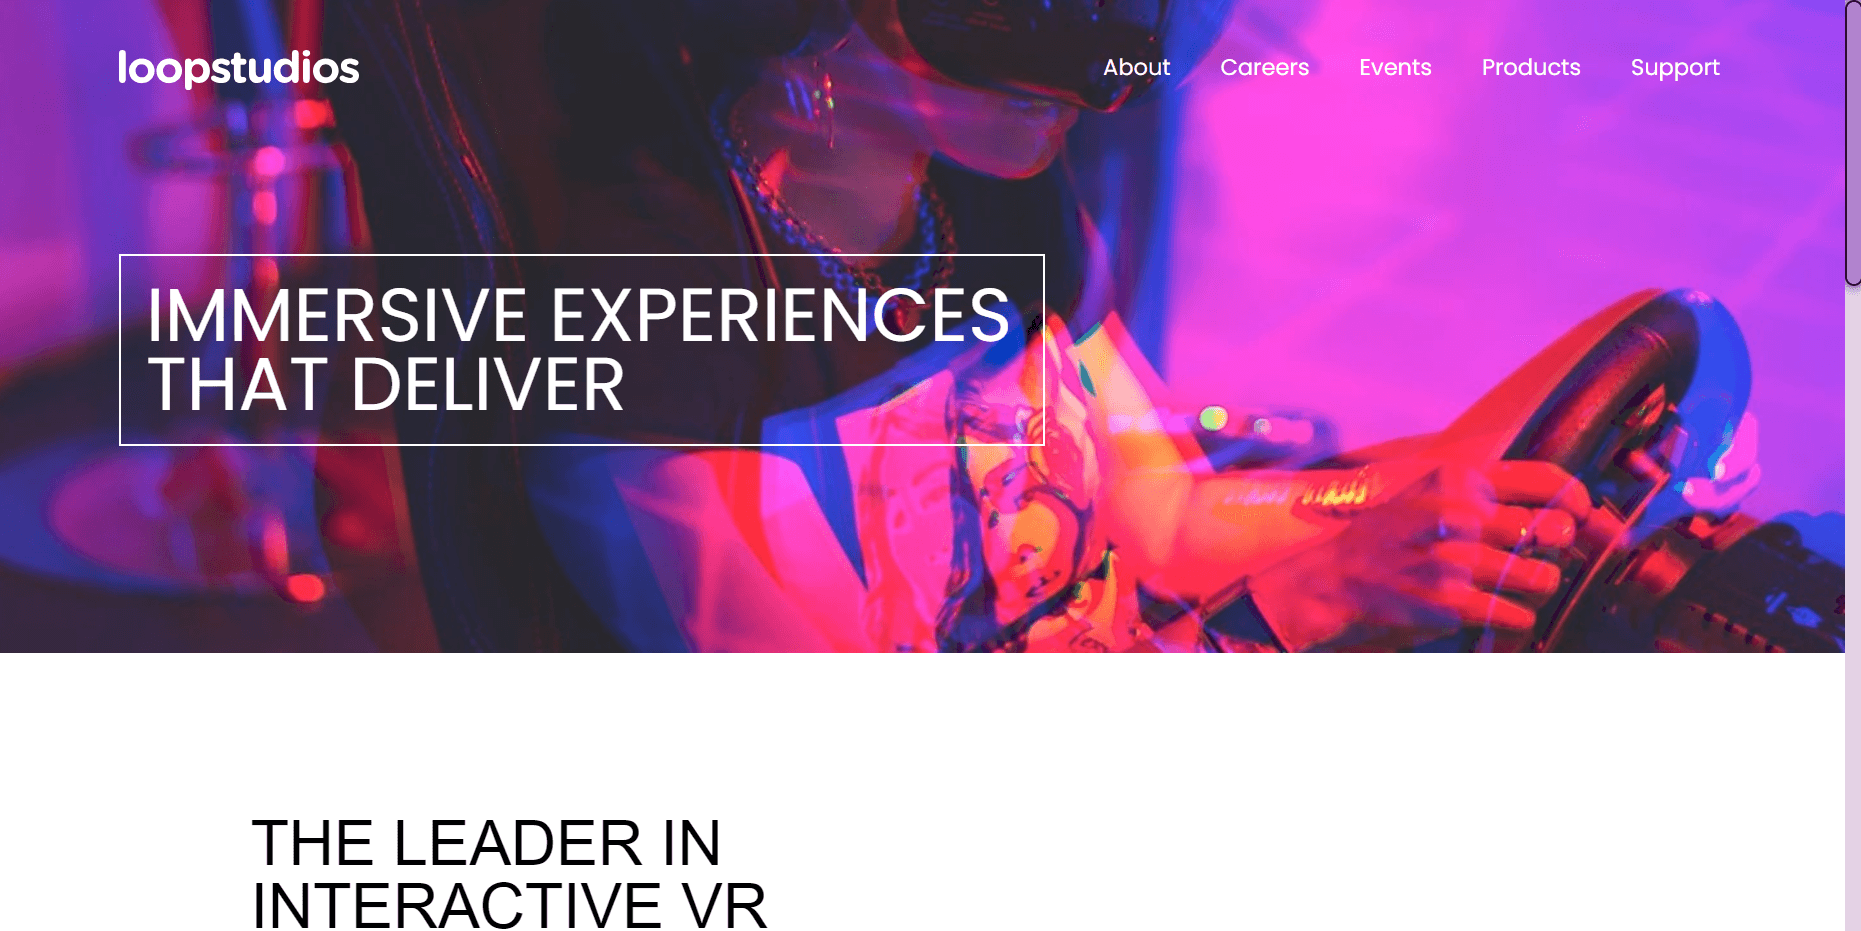 loopstudios
About Careers Events Products Support
IMMERSIVE EXPERIENCES
THAT DELIVER
THE LEADER IN
INTERACTIVE VR